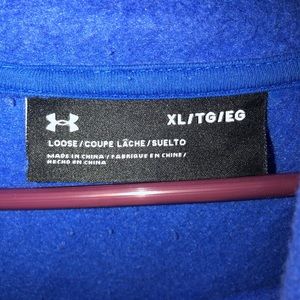 XL/TG/EG
LOOSE/COUPE LÂCHE/SUELTO
MADE IN CHINA/FABRIQUÉ EN CHINE/
HECHO EN CHINA